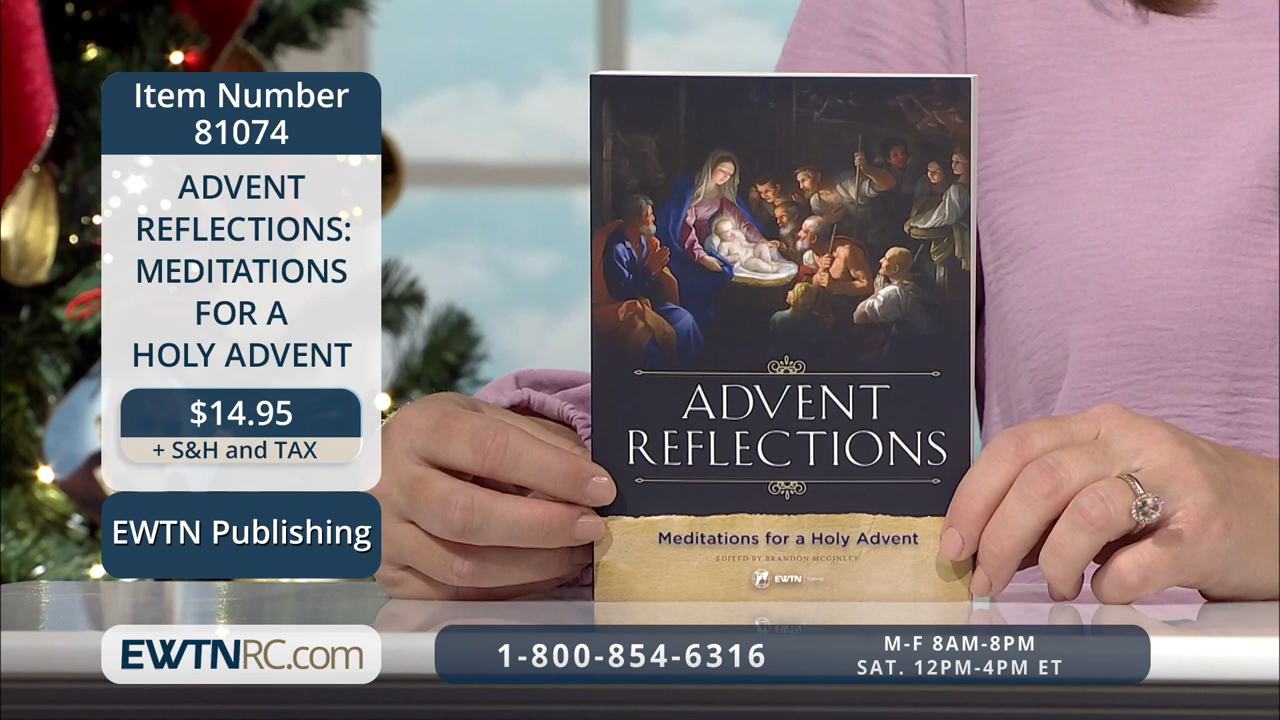 Item Number
81074
ADVENT
REFLECTIONS:
MEDITATIONS
FOR A
HOLY ADVENT
$14.95
+ S&H and TAX
EWTN Publishing
ADVENT
REFLECTIONS
Meditations for a Holy Advent
EDITED BY BRANDON MCGINLEY
EWTN
EWTNRC.com
1-800-854-6316
M-F 8AM-8PM
SAT. 12PM-4PM ET